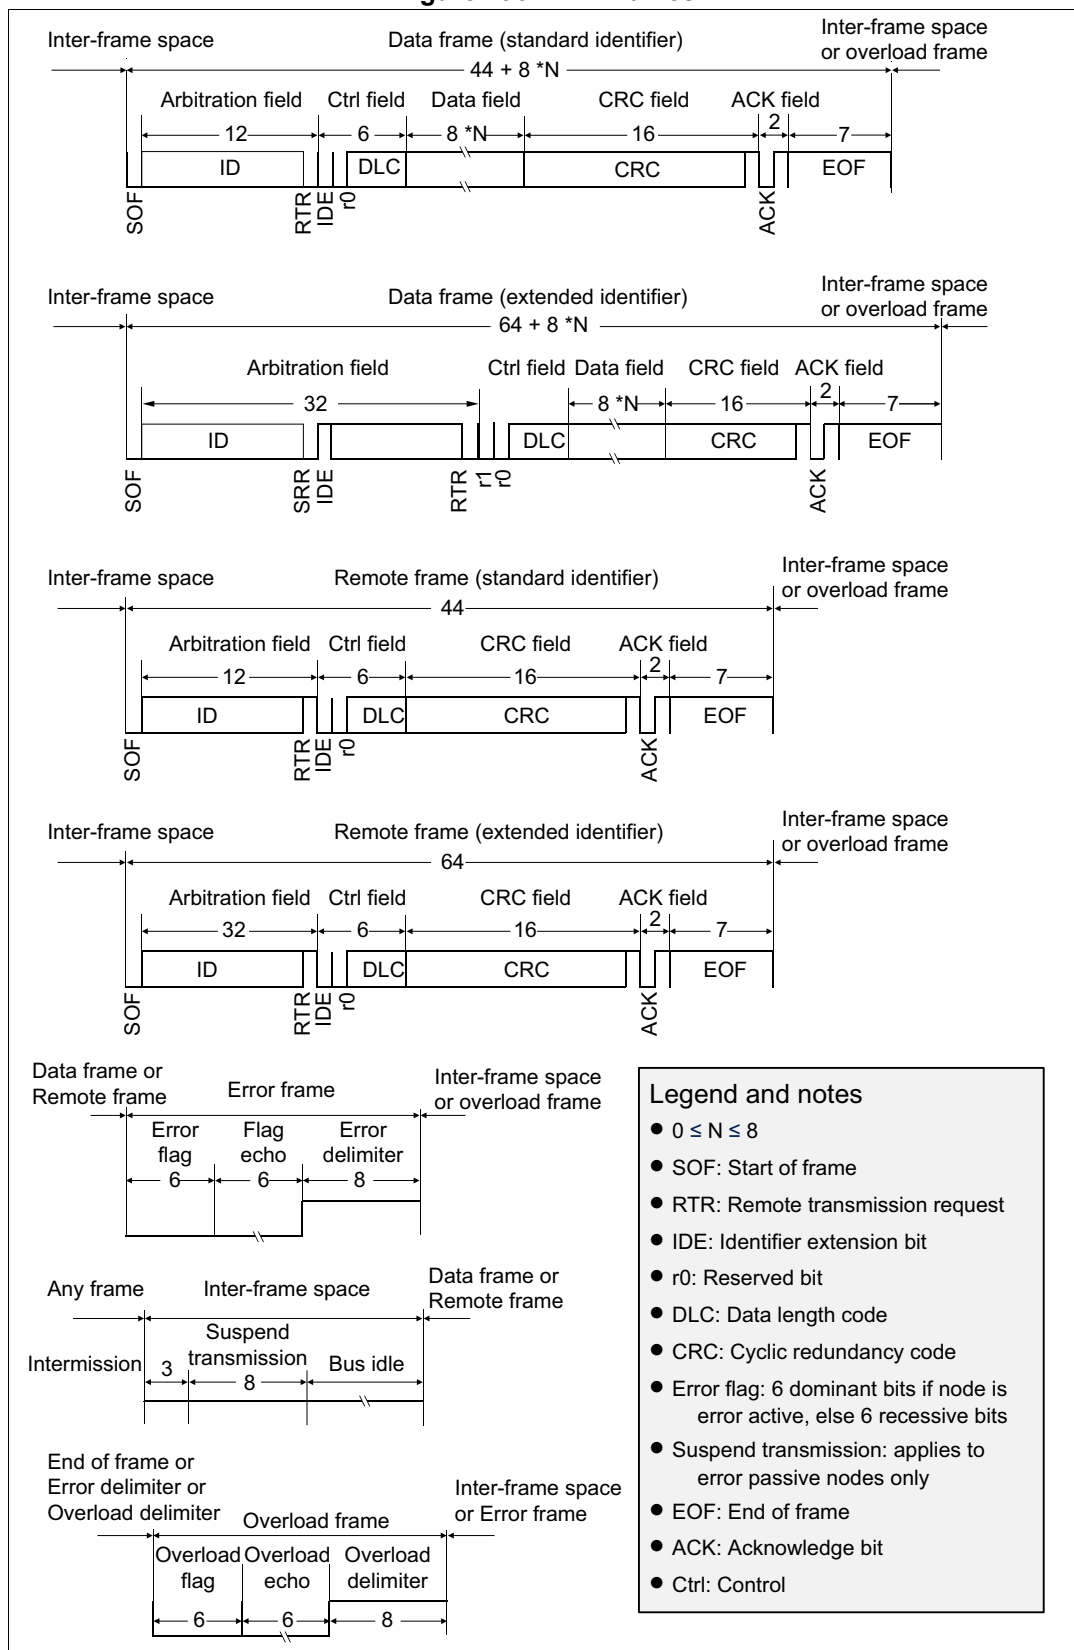 Inter-frame space
Data frame (standard identifier)
Inter-frame space
or overload frame
44 + 8 *N
Arbitration field
Ctrl field
Data field
CRC field
ACK field
12
6
8 *N
16
2
7
ID
DLC
CRC
EOF
SOF
RTR
IDE
r0
ACK
Inter-frame space
Data frame (extended identifier)
Inter-frame space
or overload frame
64 + 8 *N
Arbitration field
Ctrl field
Data field
CRC field
ACK field
32
8 *N
16
2
7
ID
DLC
CRC
EOF
SOF
SRR
IDE
RTR
r1
r0
ACK
Inter-frame space
Remote frame (standard identifier)
Inter-frame space
or overload frame
44
Arbitration field
Ctrl field
CRC field
ACK field
12
6
16
2
7
ID
DLC
CRC
EOF
SOF
RTR
IDE
r0
ACK
Inter-frame space
Remote frame (extended identifier)
Inter-frame space
or overload frame
64
Arbitration field
Ctrl field
CRC field
ACK field
32
6
16
2
7
ID
DLC
CRC
EOF
SOF
RTR
IDE
r0
ACK
Data frame or
Remote frame
Error frame
Inter-frame space
or overload frame
Error
flag
Flag
echo
Error
delimiter
6
6
8
Any frame
Inter-frame space
Data frame or
Remote frame
Intermission
3
Suspend
transmission
8
Bus idle
End of frame or
Error delimiter or
Overload delimiter
Overload frame
Inter-frame space
or Error frame
Overload
flag
Overload
echo
Overload
delimiter
6
6
8
Legend and notes
● 0 ≤ N ≤ 8
● SOF: Start of frame
● RTR: Remote transmission request
● IDE: Identifier extension bit
● r0: Reserved bit
● DLC: Data length code
● CRC: Cyclic redundancy code
● Error flag: 6 dominant bits if node is
error active, else 6 recessive bits
● Suspend transmission: applies to
error passive nodes only
● EOF: End of frame
● ACK: Acknowledge bit
● Ctrl: Control